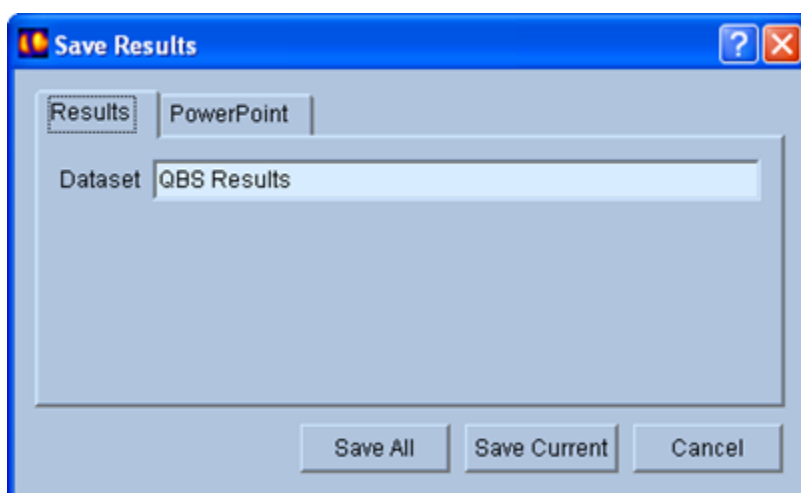 Save Results
?
Results PowerPoint
Dataset QBS Results
Save All Save Current Cancel